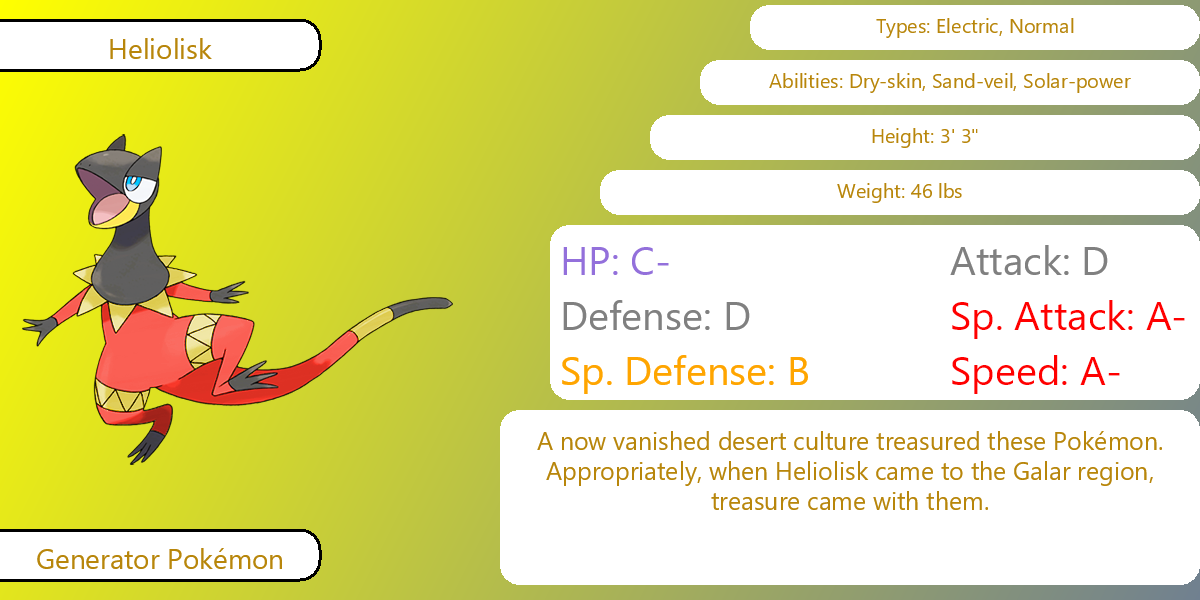 Heliolisk
Types: Electric, Normal
Abilities: Dry-skin, Sand-veil, Solar-power
Height: 3' 3"
Weight: 46 lbs
HP: C-
Attack: D
Defense: D
Sp. Attack: A-
Sp. Defense: B
Speed: A-
A now vanished desert culture treasured these Pokémon.
Appropriately, when Heliolisk came to the Galar region,
treasure came with them.
Generator Pokémon